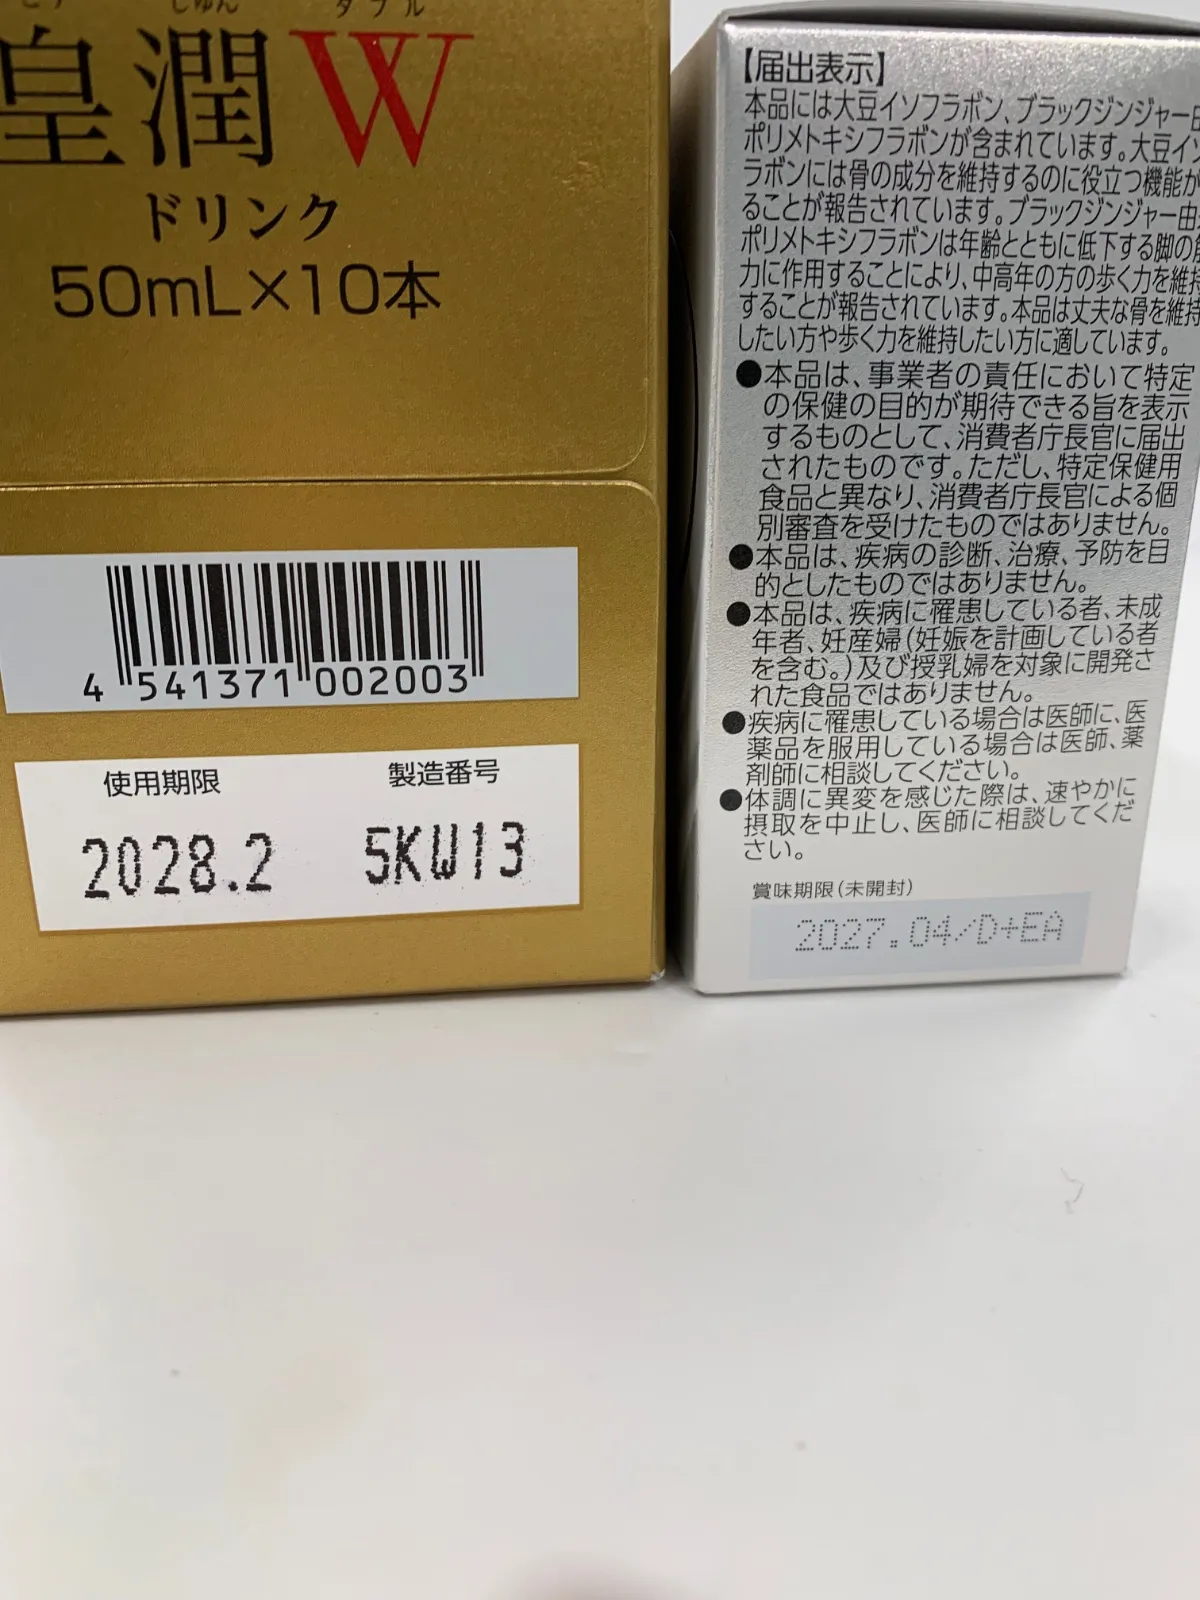 じゅん ダブル
皇潤W
ドリンク
50mL×10本
4 541371 002003
使用期限 製造番号
2028.2 5KW13
【届出表示】
本品には大豆イソフラボン、ブラックジンジャー由
ポリメトキシフラボンが含まれています。大豆イソ
ラボンには骨の成分を維持するのに役立つ機能が
ることが報告されています。ブラックジンジャー由
ポリメトキシフラボンは年齢とともに低下する脚の
力に作用することにより、中高年の方の歩く力を維持
することが報告されています。本品は丈夫な骨を維持
したい方や歩く力を維持したい方に適しています。
●本品は、事業者の責任において特定
の保健の目的が期待できる旨を表示
するものとして、消費者庁長官に届出
されたものです。ただし、特定保健用
食品と異なり、消費者庁長官による個
別審査を受けたものではありません。
●本品は、疾病の診断、治療、予防を目
的としたものではありません。
●本品は、疾病に罹患している者、未成
年者、妊産婦(妊娠を計画している者
を含む。)及び授乳婦を対象に開発さ
れた食品ではありません。
●疾病に罹患している場合は医師に、医
薬品を服用している場合は医師、薬
剤師に相談してください。
●体調に異変を感じた際は、速やかに
摂取を中止し、医師に相談してくだ
さい。
賞味期限(未開封)
2027.04/D+EA